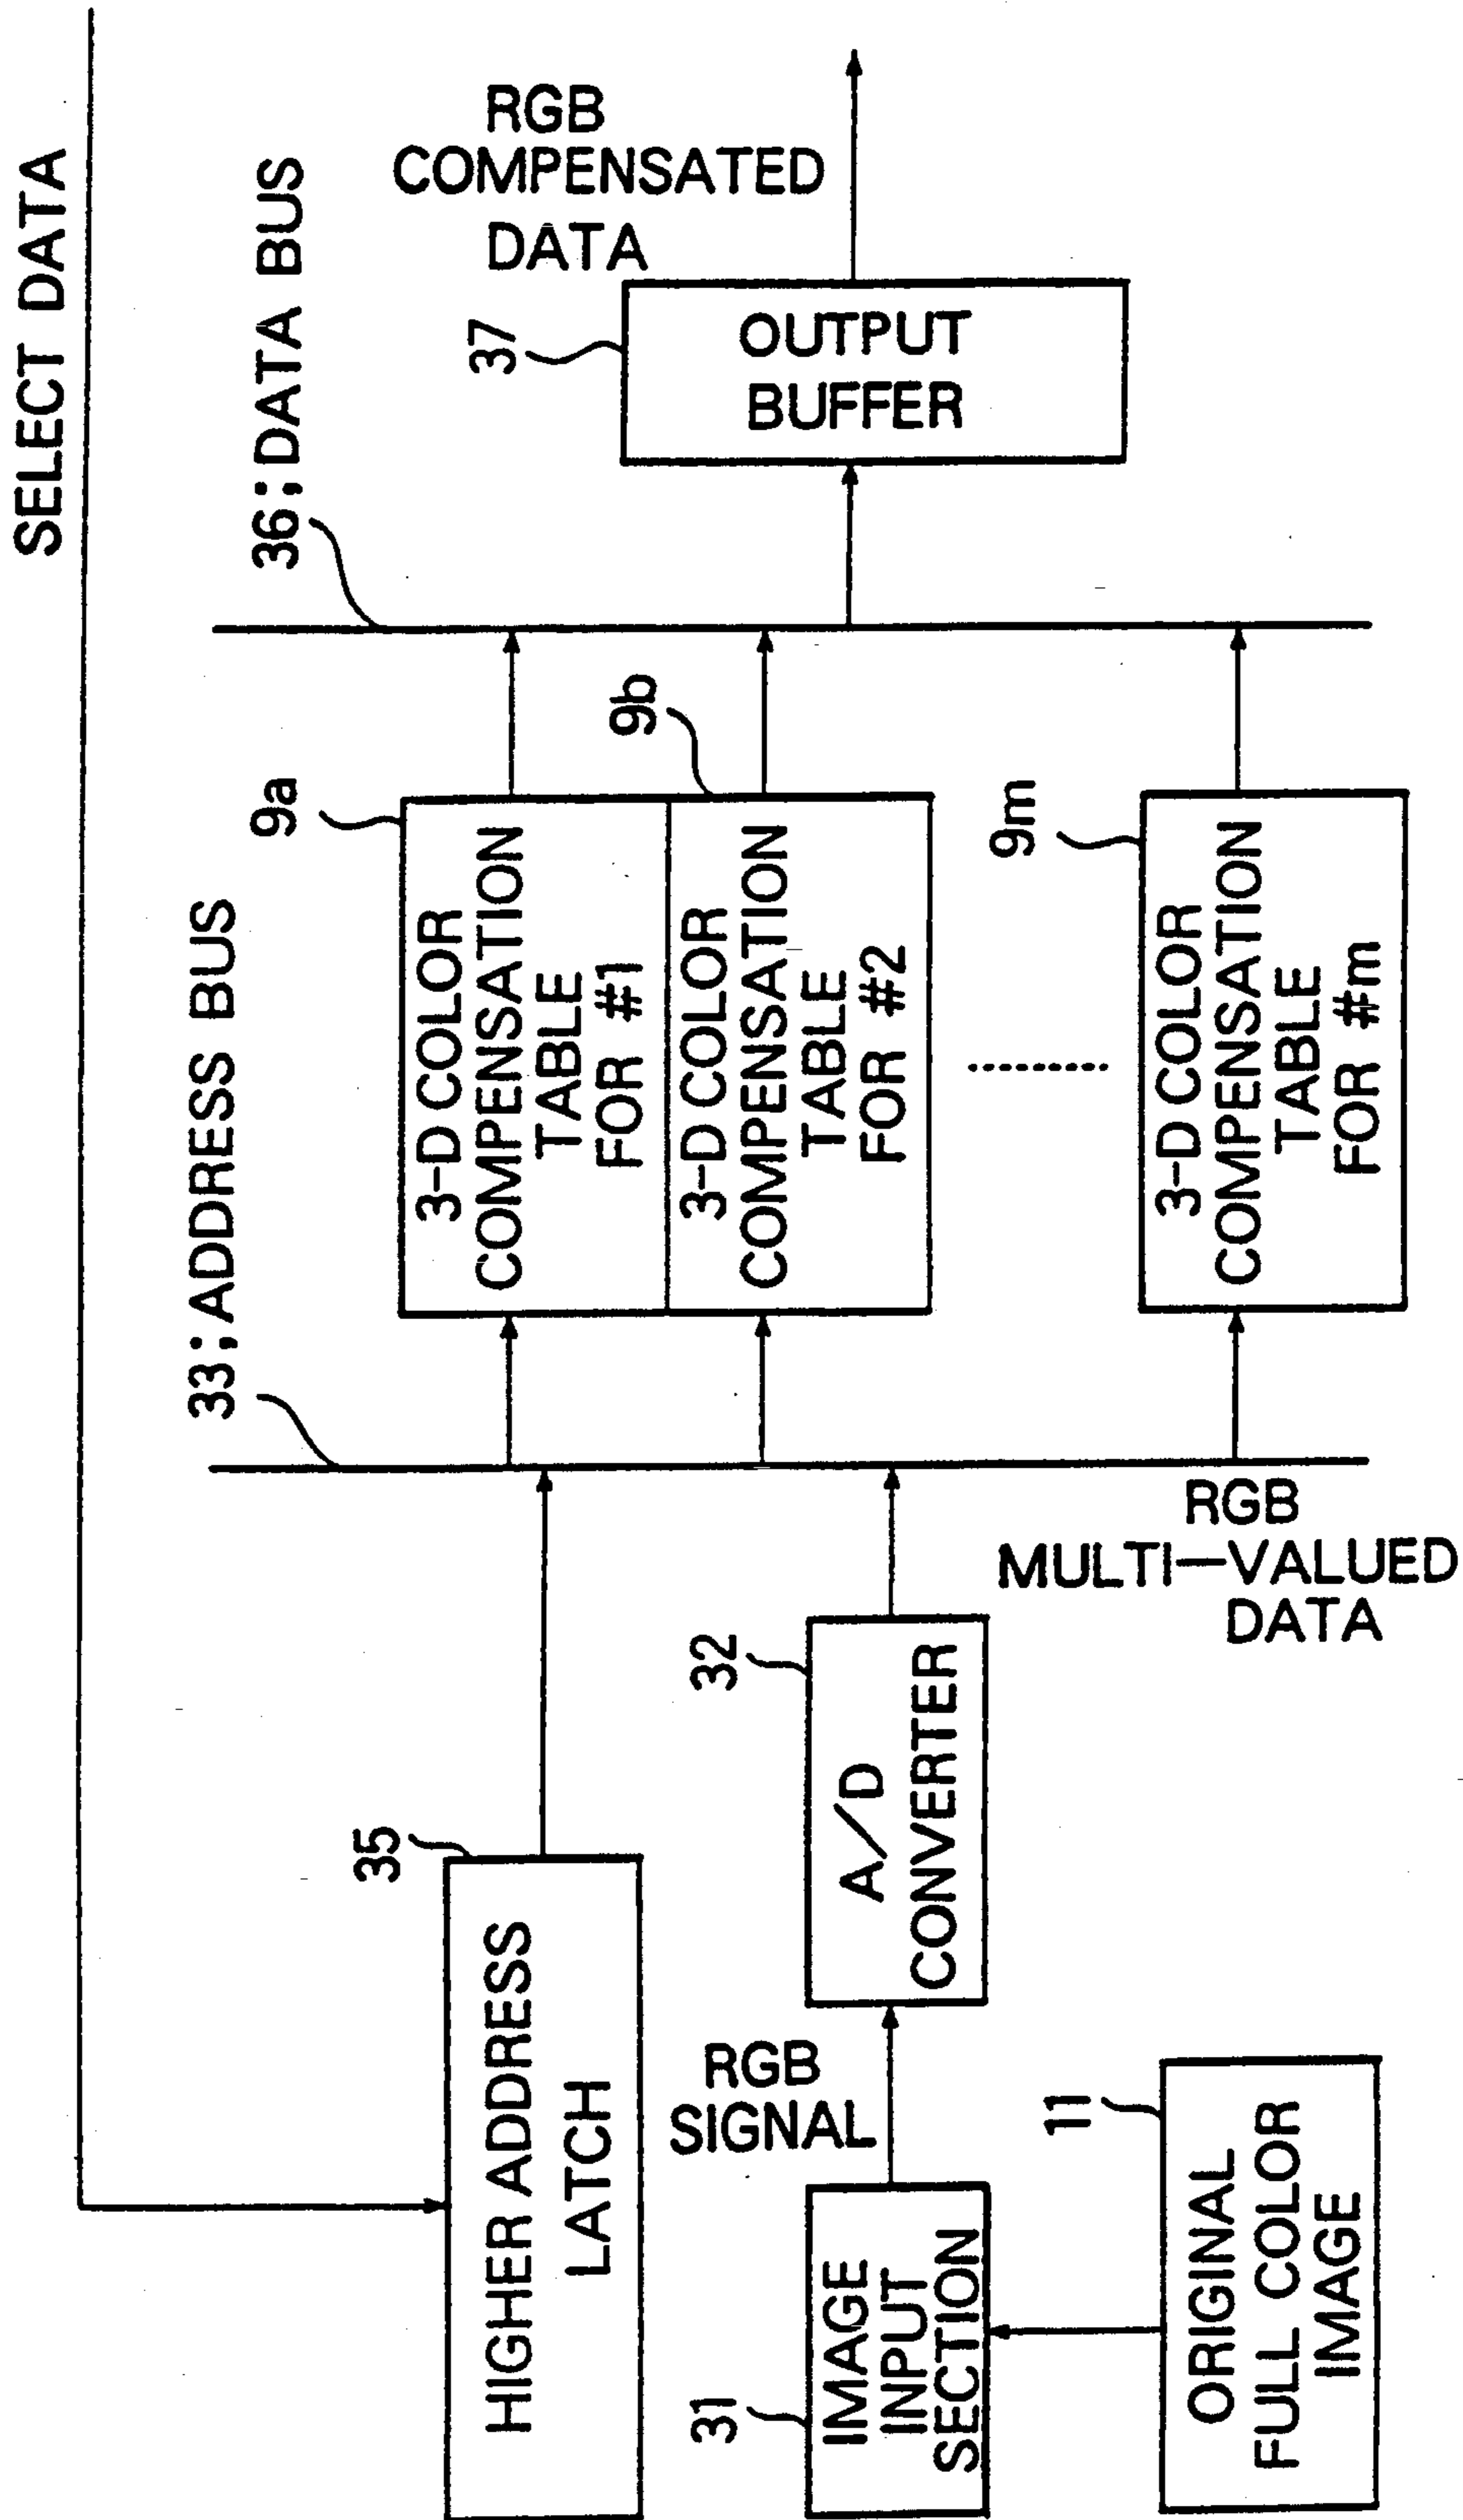 SELECT DATA
33;ADDRESS BUS
36;DATA BUS
35
HIGHER ADDRESS
LATCH
9a
3-D COLOR
COMPENSATION
TABLE
FOR #1
9b
3-D COLOR
COMPENSATION
TABLE
FOR #2
9m
3-D COLOR
COMPENSATION
TABLE
FOR #m
37
OUTPUT
BUFFER
RGB
COMPENSATED
DATA
31
IMAGE
INPUT
SECTION
RGB
SIGNAL
32
A/D
CONVERTER
RGB
MULTI-VALUED
DATA
11
ORIGINAL
FULL COLOR
IMAGE